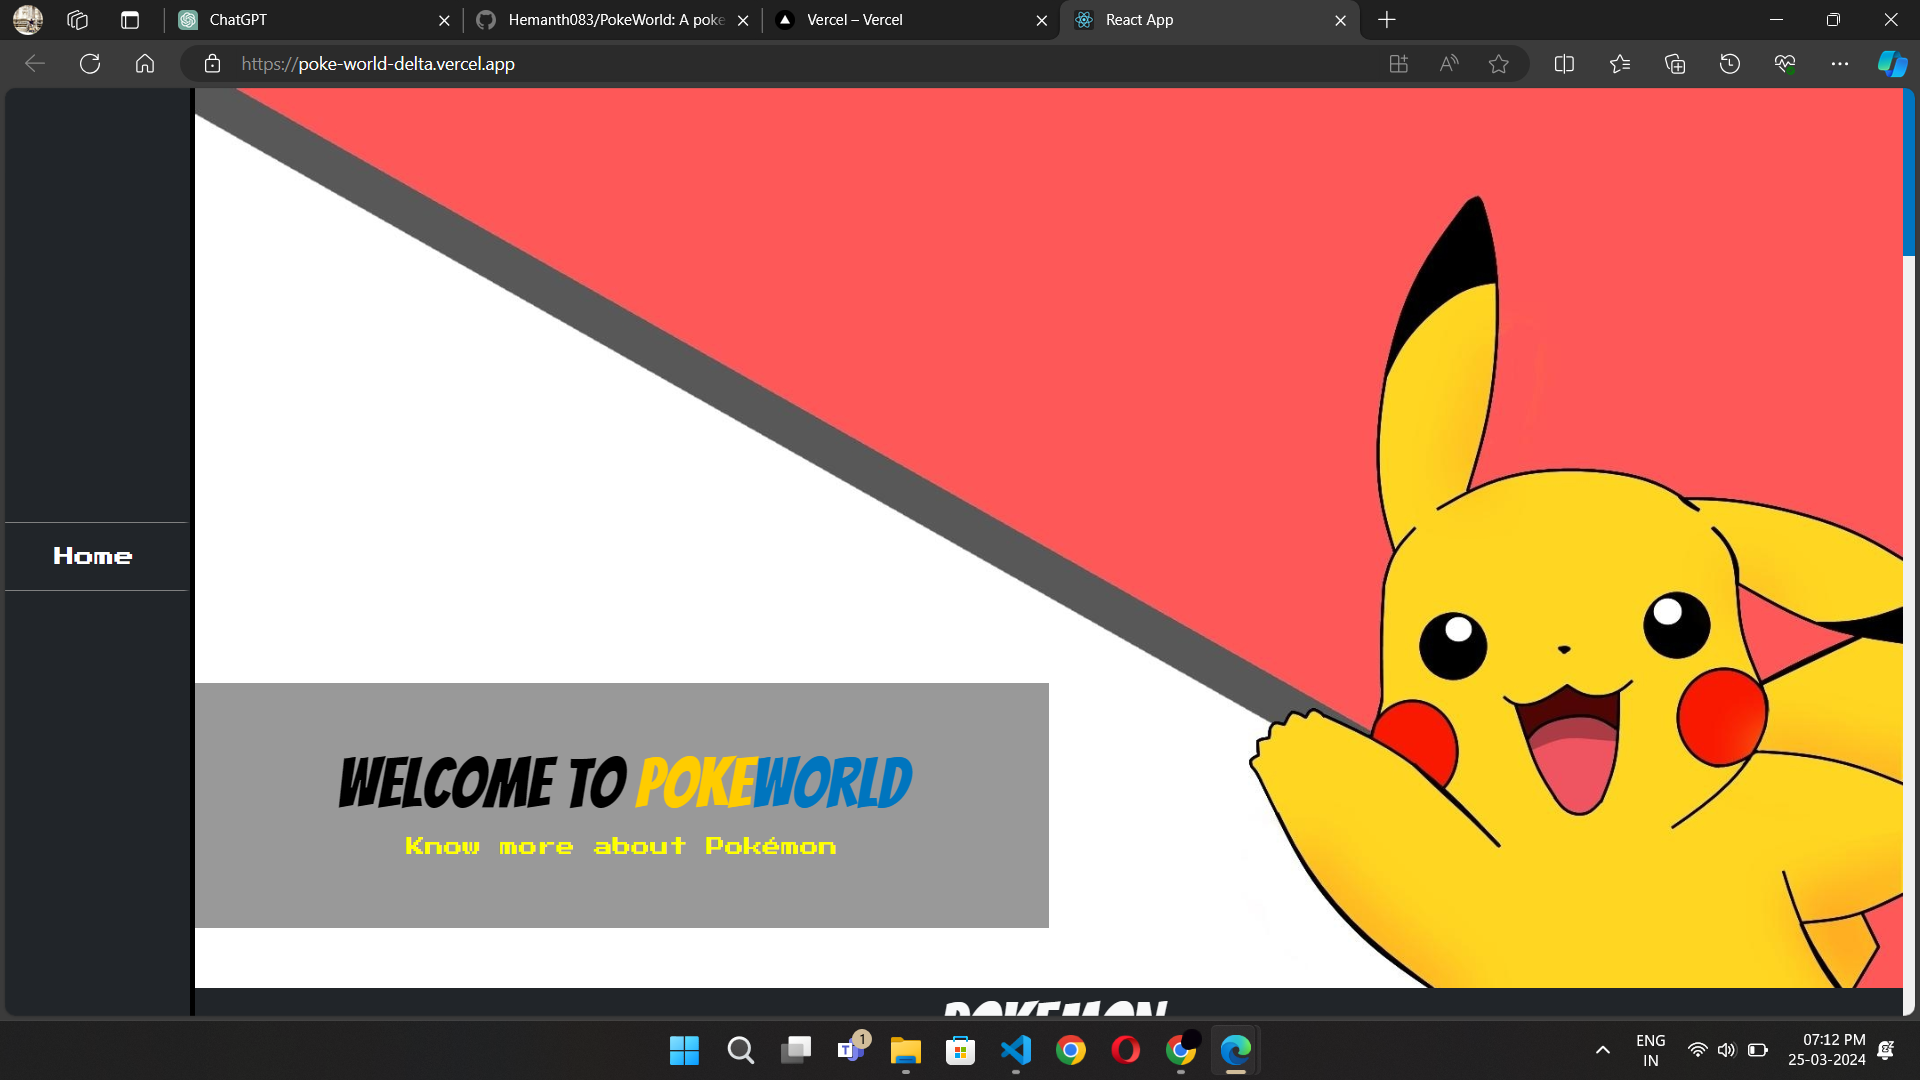 ChatGPT
Hemanth083/PokeWorld: A poke
Vercel – Vercel
React App
https://poke-world-delta.vercel.app
Home
WELCOME TO POKEWORLD
Know more about Pokémon
POKEMON
1
ENG
IN
07:12 PM
25-03-2024